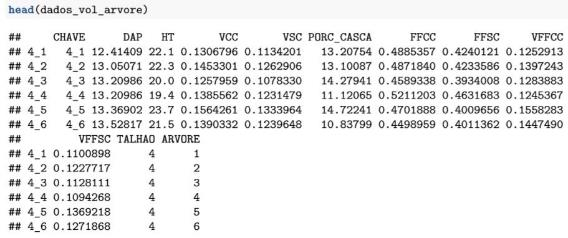 head(dados_vol_arvore)
## CHAVE DAP HT VCC VSC PORC_CASCA FFCC FFSC VFFCC
## 4_1 4_1 12.41409 22.1 0.1306796 0.1134201 13.20754 0.4885357 0.4240121 0.1252913
## 4_2 4_2 13.05071 22.3 0.1453301 0.1262906 13.10087 0.4871840 0.4233586 0.1397243
## 4_3 4_3 13.20986 20.0 0.1257959 0.1078330 14.27941 0.4589338 0.3934008 0.1283883
## 4_4 4_4 13.20986 19.4 0.1385562 0.1231479 11.12065 0.5211203 0.4631683 0.1245367
## 4_5 4_5 13.36902 23.7 0.1564261 0.1333964 14.72241 0.4701888 0.4009656 0.1558283
## 4_6 4_6 13.52817 21.5 0.1390332 0.1239648 10.83799 0.4498959 0.4011362 0.1447490
## VFFSC TALHAO ARVORE
## 4_1 0.1100898 4 1
## 4_2 0.1227717 4 2
## 4_3 0.1128111 4 3
## 4_4 0.1094268 4 4
## 4_5 0.1369218 4 5
## 4_6 0.1271868 4 6